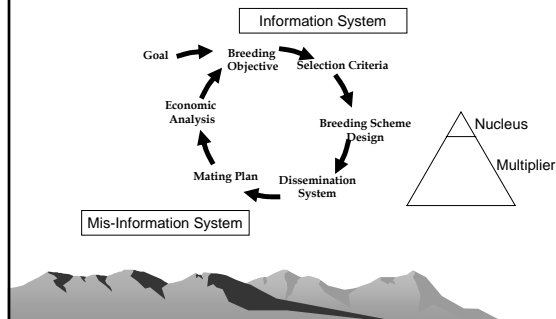 Information System
Goal
Breeding
Objective
Selection Criteria
Economic
Analysis
Breeding Scheme
Design
Nucleus
Multiplier
Mating Plan
Dissemination
System
Mis-Information System